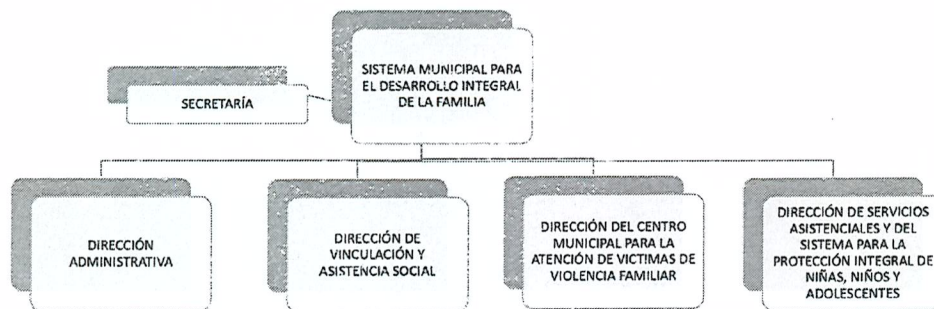 SISTEMA MUNICIPAL PARA
EL DESARROLLO INTEGRAL
DE LA FAMILIA
SECRETARÍA
DIRECCIÓN
ADMINISTRATIVA
DIRECCIÓN DE
VINCULACIÓN Y
ASISTENCIA SOCIAL
DIRECCIÓN DEL CENTRO
MUNICIPAL PARA LA
ATENCIÓN DE VICTIMAS DE
VIOLENCIA FAMILIAR
DIRECCIÓN DE SERVICIOS
ASISTENCIALES Y DEL
SISTEMA PARA LA
PROTECCIÓN INTEGRAL DE
NIÑAS, NIÑOS Y
ADOLESCENTES